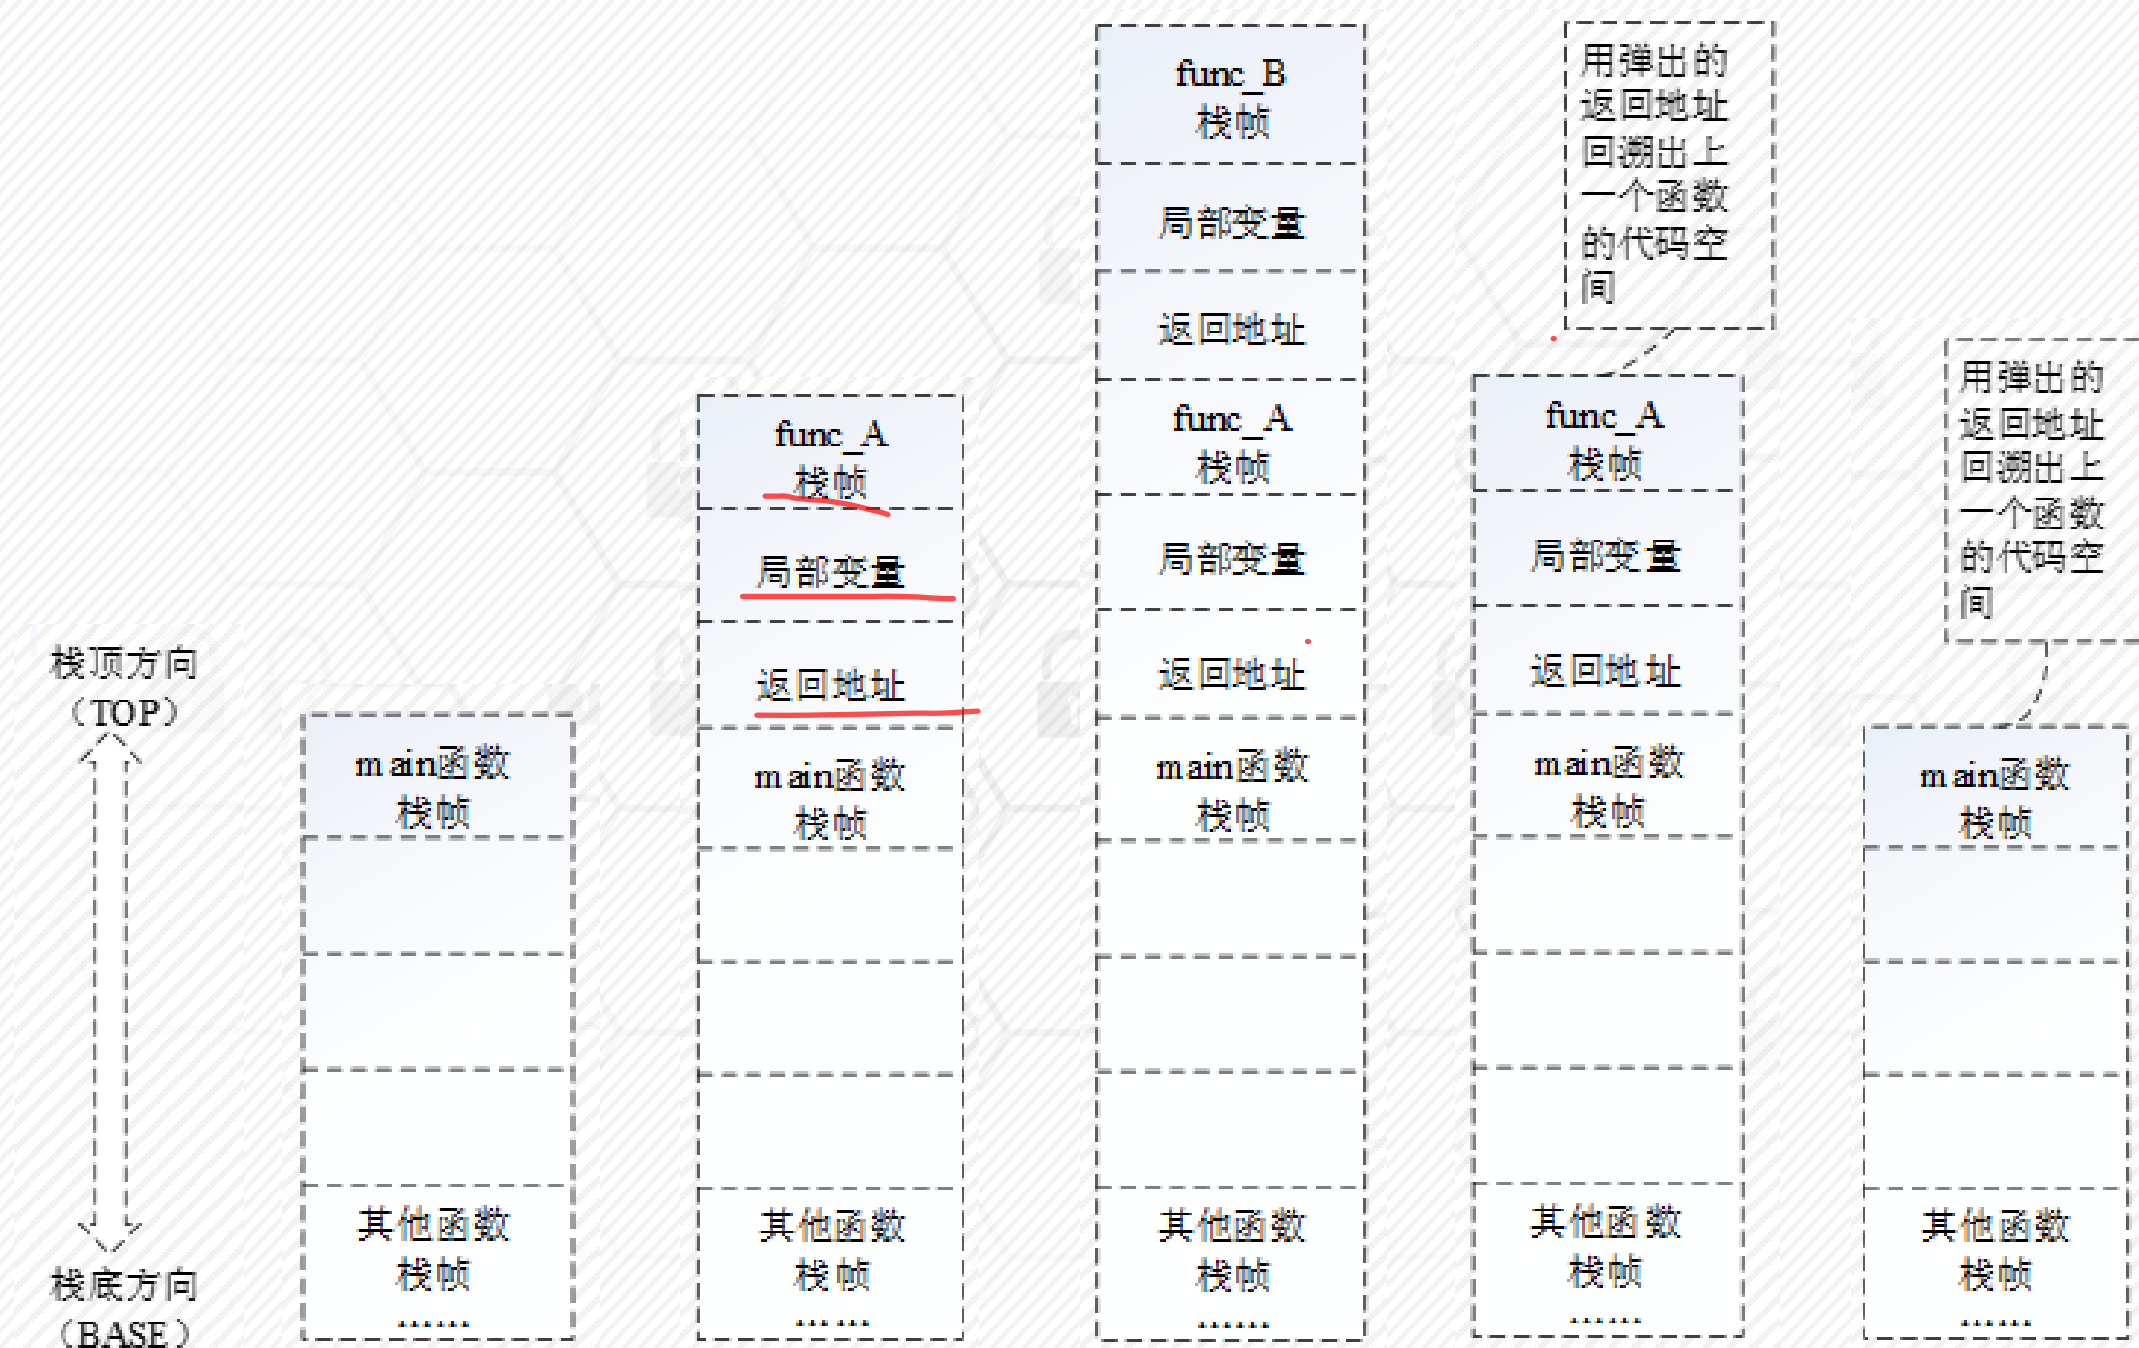 栈顶方向
（TOP）
栈底方向
（BASE）
main函数
栈帧
其他函数
栈帧
……
func_A
栈帧
局部变量
返回地址
main函数
栈帧
其他函数
栈帧
……
func_B
栈帧
局部变量
返回地址
func_A
栈帧
局部变量
返回地址
main函数
栈帧
其他函数
栈帧
……
用弹出的
返回地址
回溯出上
一个函数
的代码空
间
func_A
栈帧
局部变量
返回地址
main函数
栈帧
其他函数
栈帧
……
用弹出的
返回地址
回溯出上
一个函数
的代码空
间
main函数
栈帧
其他函数
栈帧
……